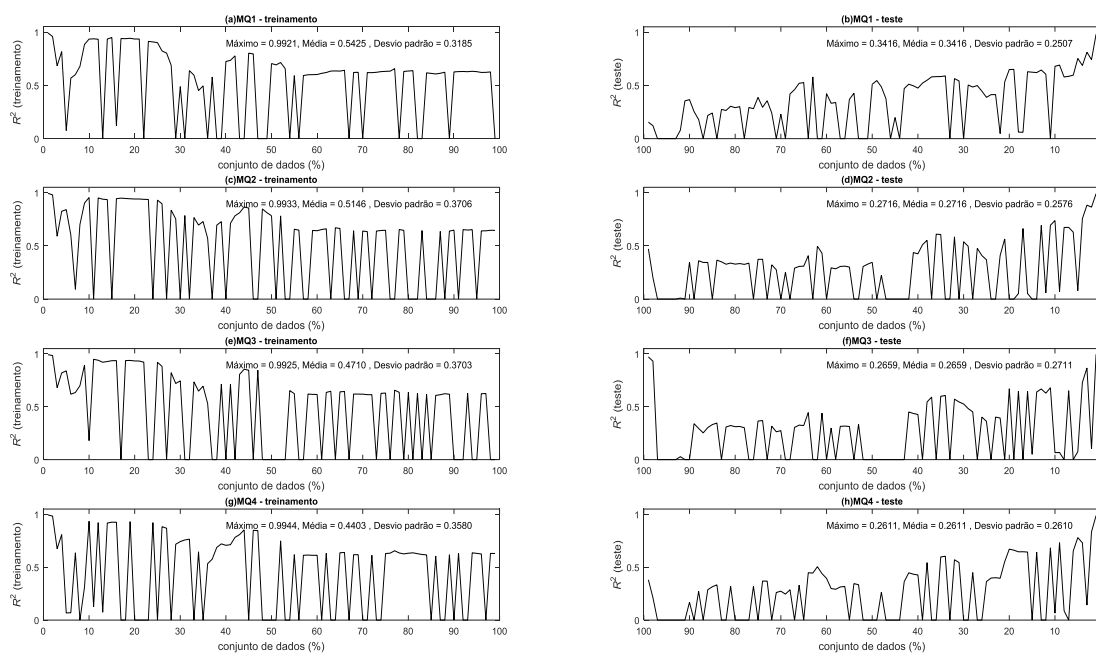 (a)MQ1 - treinamento
Máximo = 0.9921, Média = 0.5425 , Desvio padrão = 0.3185
R² (treinamento)
1
0.5
0
0 10 20 30 40 50 60 70 80 90 100
conjunto de dados (%)
(b)MQ1 - teste
Máximo = 0.3416, Média = 0.3416 , Desvio padrão = 0.2507
R² (teste)
1
0.5
0
100 90 80 70 60 50 40 30 20 10
conjunto de dados (%)
(c)MQ2 - treinamento
Máximo = 0.9933, Média = 0.5146 , Desvio padrão = 0.3706
R² (treinamento)
1
0.5
0
0 10 20 30 40 50 60 70 80 90 100
conjunto de dados (%)
(d)MQ2 - teste
Máximo = 0.2716, Média = 0.2716 , Desvio padrão = 0.2576
R² (teste)
1
0.5
0
100 90 80 70 60 50 40 30 20 10
conjunto de dados (%)
(e)MQ3 - treinamento
Máximo = 0.9925, Média = 0.4710 , Desvio padrão = 0.3703
R² (treinamento)
1
0.5
0
0 10 20 30 40 50 60 70 80 90 100
conjunto de dados (%)
(f)MQ3 - teste
Máximo = 0.2659, Média = 0.2659 , Desvio padrão = 0.2711
R² (teste)
1
0.5
0
100 90 80 70 60 50 40 30 20 10
conjunto de dados (%)
(g)MQ4 - treinamento
Máximo = 0.9944, Média = 0.4403 , Desvio padrão = 0.3580
R² (treinamento)
1
0.5
0
0 10 20 30 40 50 60 70 80 90 100
conjunto de dados (%)
(h)MQ4 - teste
Máximo = 0.2611, Média = 0.2611 , Desvio padrão = 0.2610
R² (teste)
1
0.5
0
100 90 80 70 60 50 40 30 20 10
conjunto de dados (%)